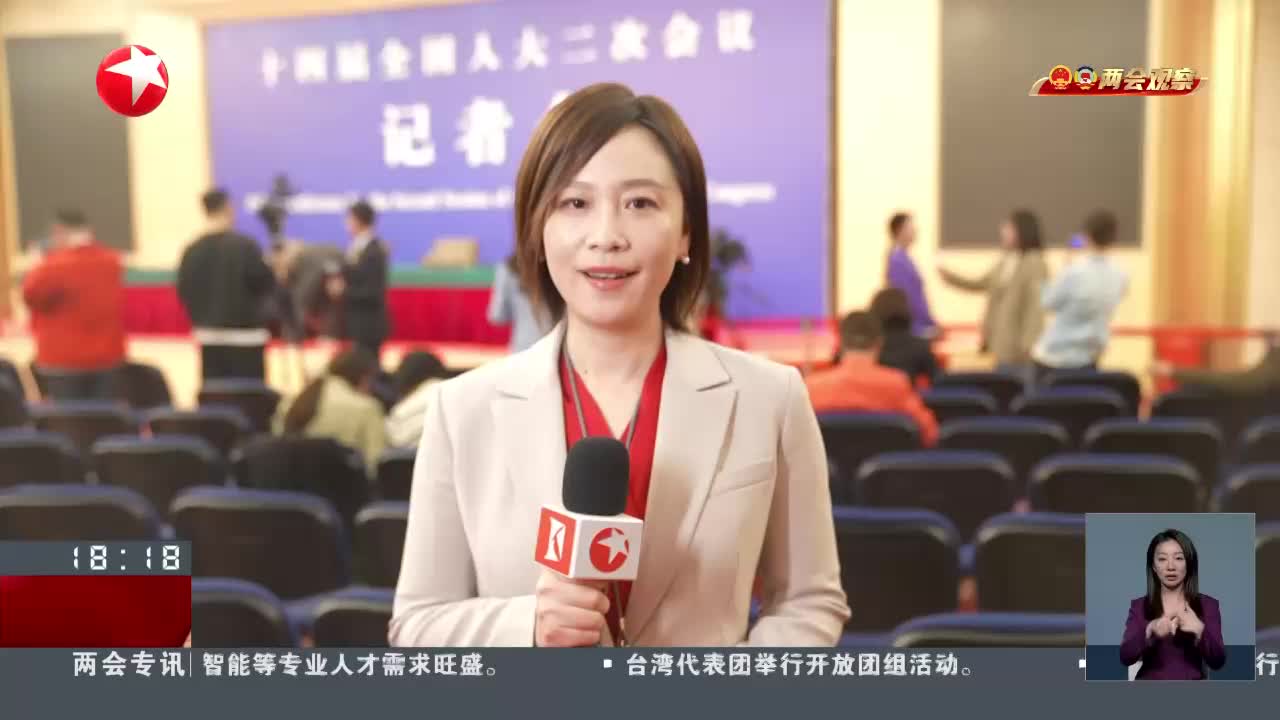 十四届全国人大二次会议
两会观察
记者
18:18
两会专讯 智能等专业人才需求旺盛。 ▪ 台湾代表团举行开放团组活动。 ▪ 行